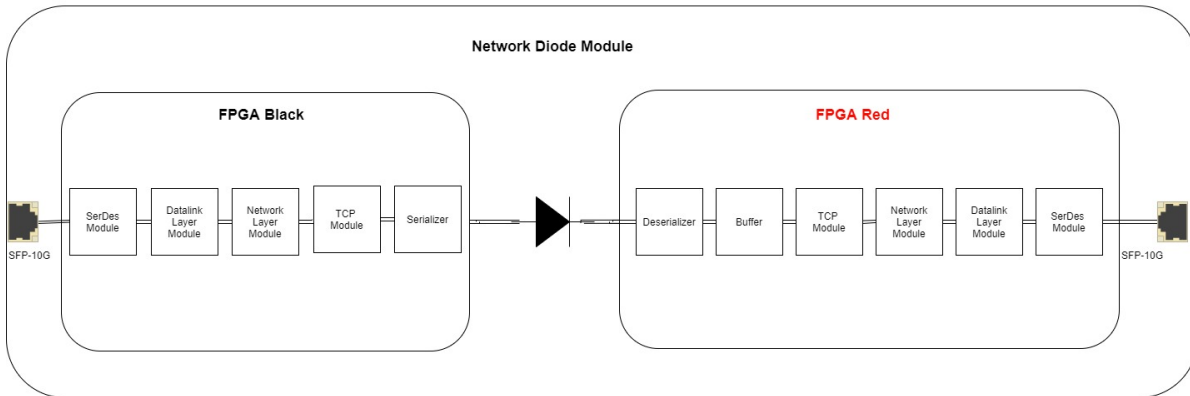 Network Diode Module
FPGA Black
FPGA Red
SerDes
Module
Datalink
Layer
Module
Network
Layer
Module
TCP
Module
Serializer
Deserializer
Buffer
TCP
Module
Network
Layer
Module
Datalink
Layer
Module
SerDes
Module
SFP-10G
SFP-10G